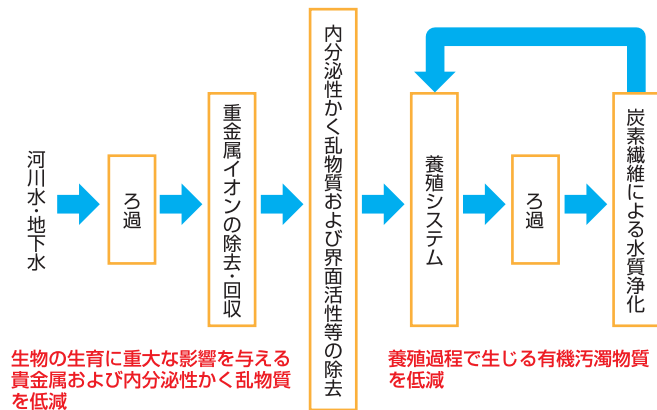 河川水・地下水
ろ過
重金属イオンの除去・回収
内分泌性かく乱物質および界面活性等の除去
養殖システム
ろ過
炭素繊維による水質浄化
生物の生育に重大な影響を与える
貴金属および内分泌性かく乱物質
を低減
養殖過程で生じる有機汚濁物質
を低減